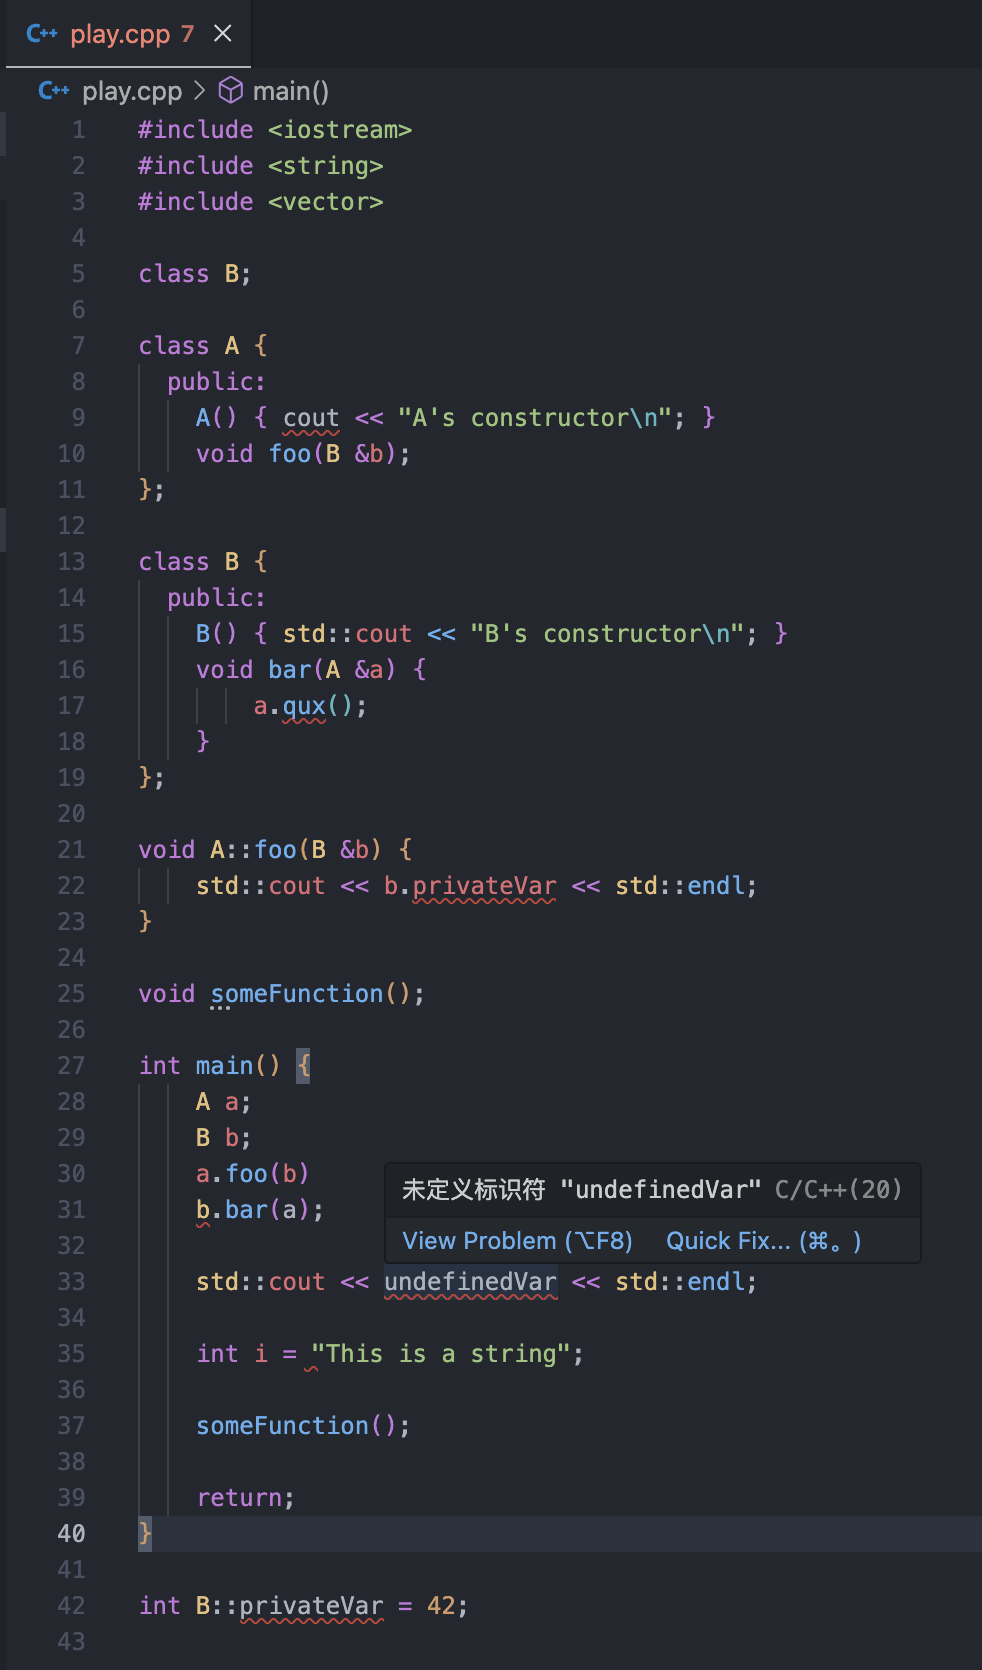 C++ play.cpp 7 ×
C++ play.cpp > main()
1 #include <iostream>
2 #include <string>
3 #include <vector>
4
5 class B;
6
7 class A {
8 public:
9 A() { cout << "A's constructor\n"; }
10 void foo(B &b);
11 };
12
13 class B {
14 public:
15 B() { std::cout << "B's constructor\n"; }
16 void bar(A &a) {
17 a.qux();
18 }
19 };
20
21 void A::foo(B &b) {
22 std::cout << b.privateVar << std::endl;
23 }
24
25 void someFunction();
26
27 int main() {
28 A a;
29 B b;
30 a.foo(b)
未定义标识符 "undefinedVar" C/C++(20)
31 b.bar(a);
View Problem (⌥F8) Quick Fix... (⌘。)
32
33 std::cout << undefinedVar << std::endl;
34
35 int i = "This is a string";
36
37 someFunction();
38
39 return;
40 }
41
42 int B::privateVar = 42;
43